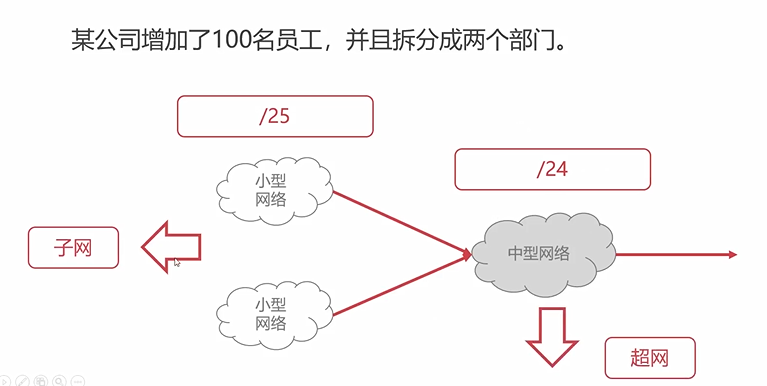 某公司增加了100名员工，并且拆分成两个部门。
/25
/24
小型
网络
子网
中型网络
小型
网络
超网